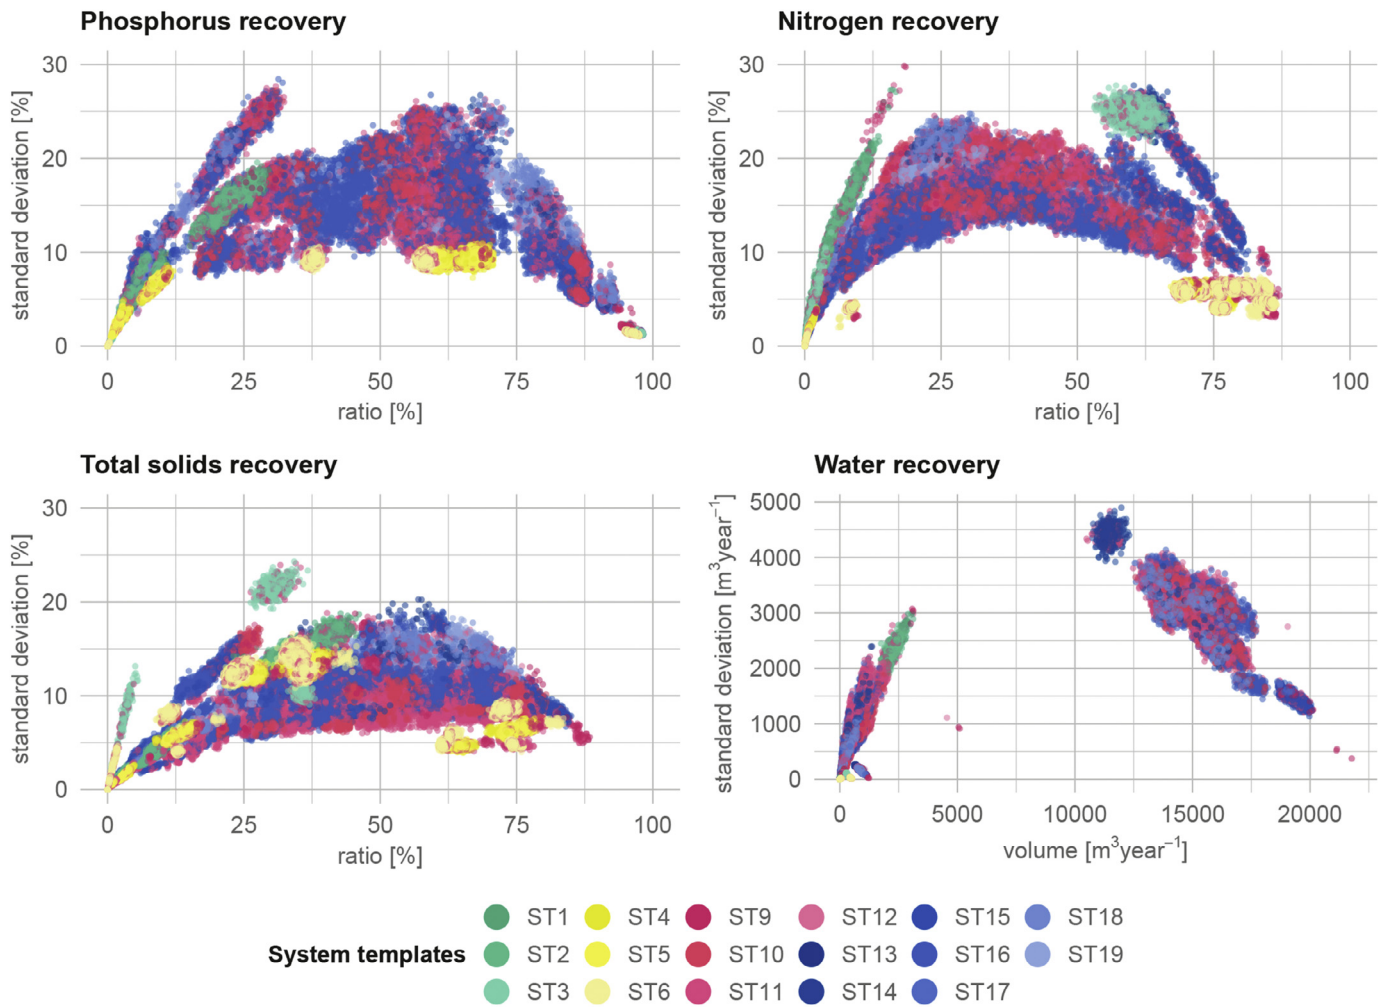 Phosphorus recovery
30
20
10
0
standard deviation [%]
0 25 50 75 100
ratio [%]
Nitrogen recovery
30
20
10
0
standard deviation [%]
0 25 50 75 100
ratio [%]
Total solids recovery
30
20
10
0
standard deviation [%]
0 25 50 75 100
ratio [%]
Water recovery
5000
4000
3000
2000
1000
0
standard deviation [m³year⁻¹]
0 5000 10000 15000 20000
volume [m³year⁻¹]
System templates
ST1 ST4 ST9 ST12 ST15 ST18
ST2 ST5 ST10 ST13 ST16 ST19
ST3 ST6 ST11 ST14 ST17